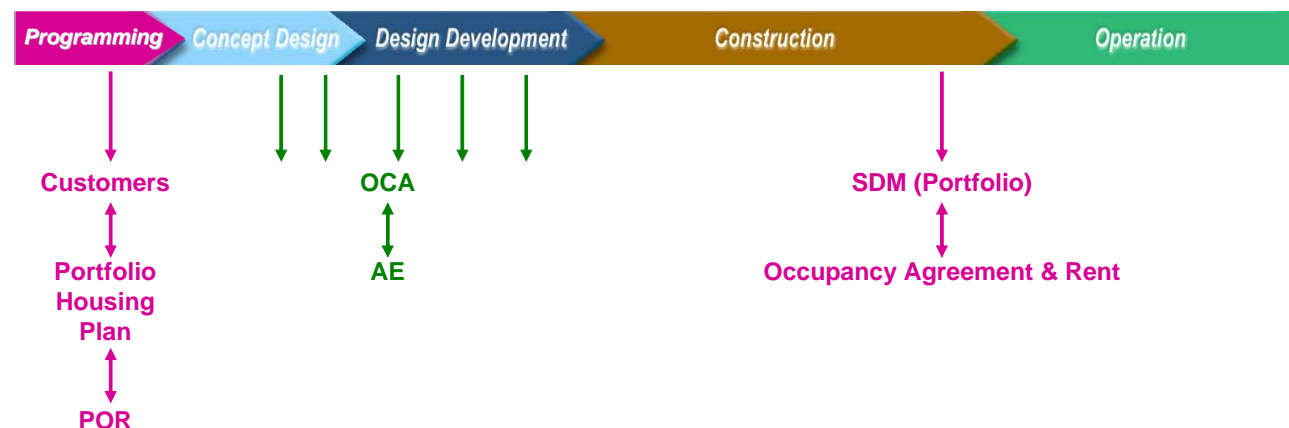 Programming
Concept Design
Design Development
Construction
Operation
Customers
OCA
SDM (Portfolio)
Portfolio
Housing
Plan
AE
Occupancy Agreement & Rent
POR